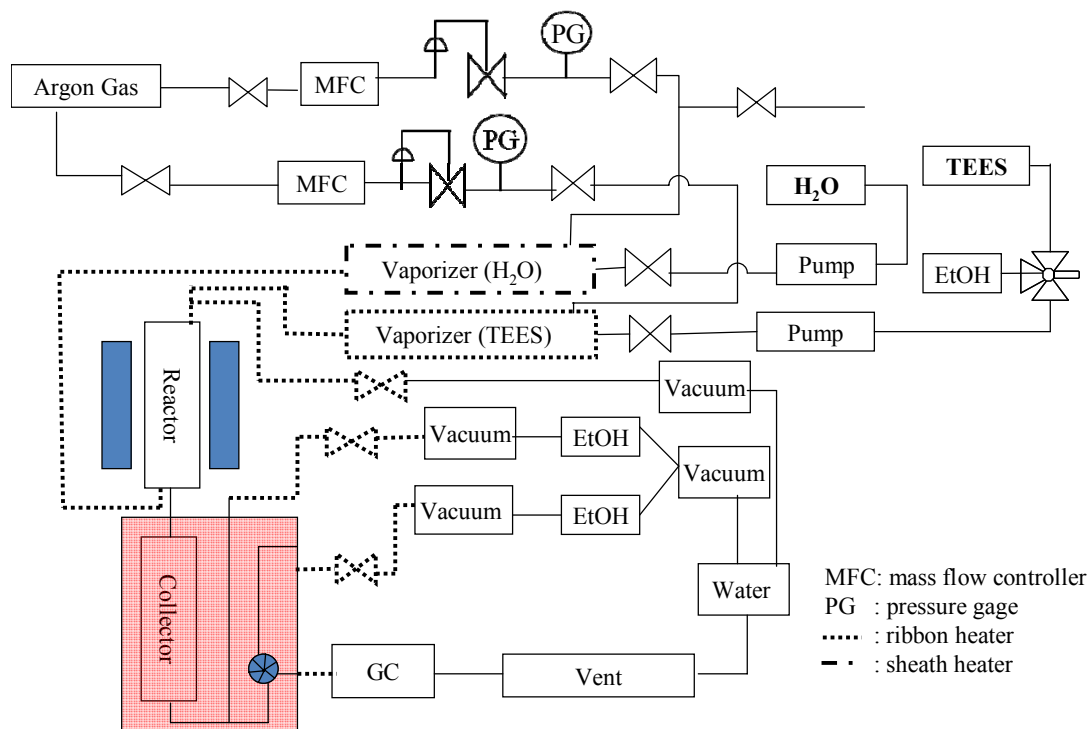 PG
Argon Gas
MFC
PG
MFC
H₂O
TEES
Vaporizer (H₂O)
Pump
EtOH
Vaporizer (TEES)
Pump
Reactor
Vacuum
Vacuum
EtOH
Vacuum
Vacuum
EtOH
Collector
Water
GC
Vent
MFC: mass flow controller
PG : pressure gage
: ribbon heater
: sheath heater